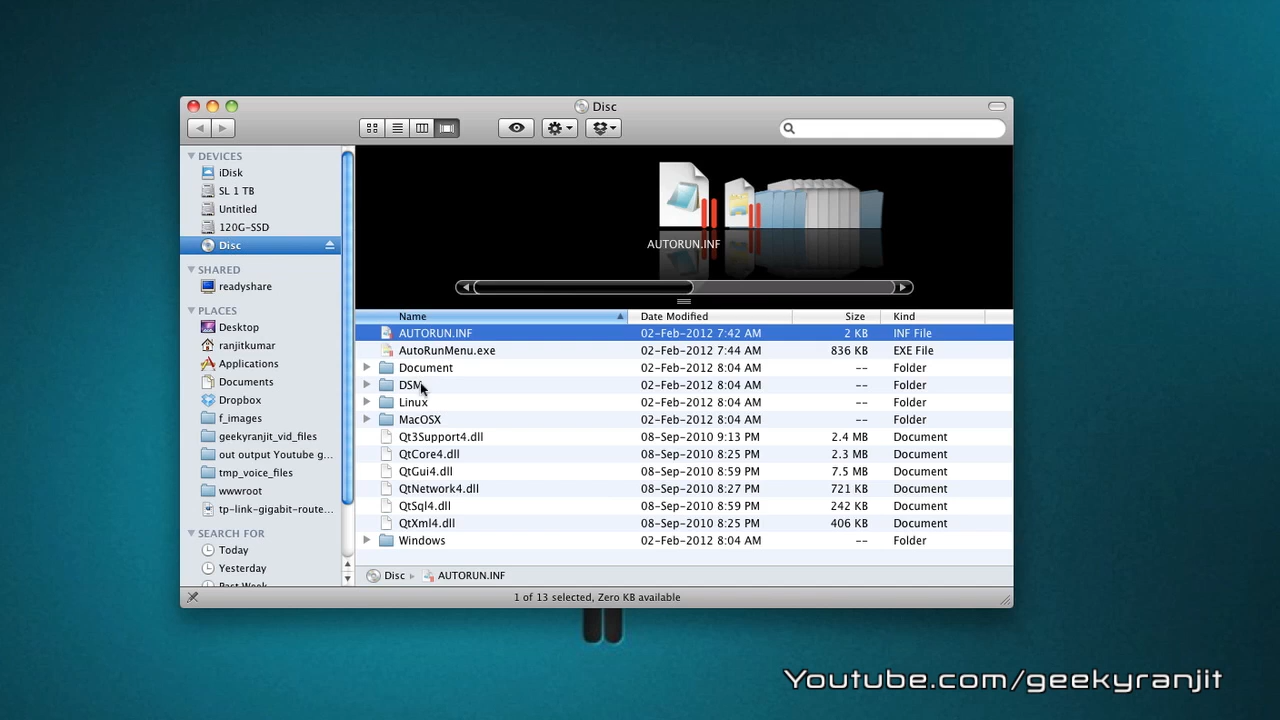 Disc
DEVICES
iDisk
SL 1 TB
Untitled
120G-SSD
Disc
SHARED
readyshare
PLACES
Desktop
ranjitkumar
Applications
Documents
Dropbox
f_images
geekyranjit_vid_files
out output Youtube g...
tmp_voice_files
wwwroot
tp-link-gigabit-route...
SEARCH FOR
Today
Yesterday
Past Week
AUTORUN.INF
Name Date Modified Size Kind
AUTORUN.INF 02-Feb-2012 7:42 AM 2 KB INF File
AutoRunMenu.exe 02-Feb-2012 7:44 AM 836 KB EXE File
Document 02-Feb-2012 8:04 AM -- Folder
DSM 02-Feb-2012 8:04 AM -- Folder
Linux 02-Feb-2012 8:04 AM -- Folder
MacOSX 02-Feb-2012 8:04 AM -- Folder
Qt3Support4.dll 08-Sep-2010 9:13 PM 2.4 MB Document
QtCore4.dll 08-Sep-2010 8:25 PM 2.3 MB Document
QtGui4.dll 08-Sep-2010 8:59 PM 7.5 MB Document
QtNetwork4.dll 08-Sep-2010 8:27 PM 721 KB Document
QtSql4.dll 08-Sep-2010 8:59 PM 242 KB Document
QtXml4.dll 08-Sep-2010 8:25 PM 406 KB Document
Windows 02-Feb-2012 8:04 AM -- Folder
Disc AUTORUN.INF
1 of 13 selected, Zero KB available
Youtube.com/geekyranjit